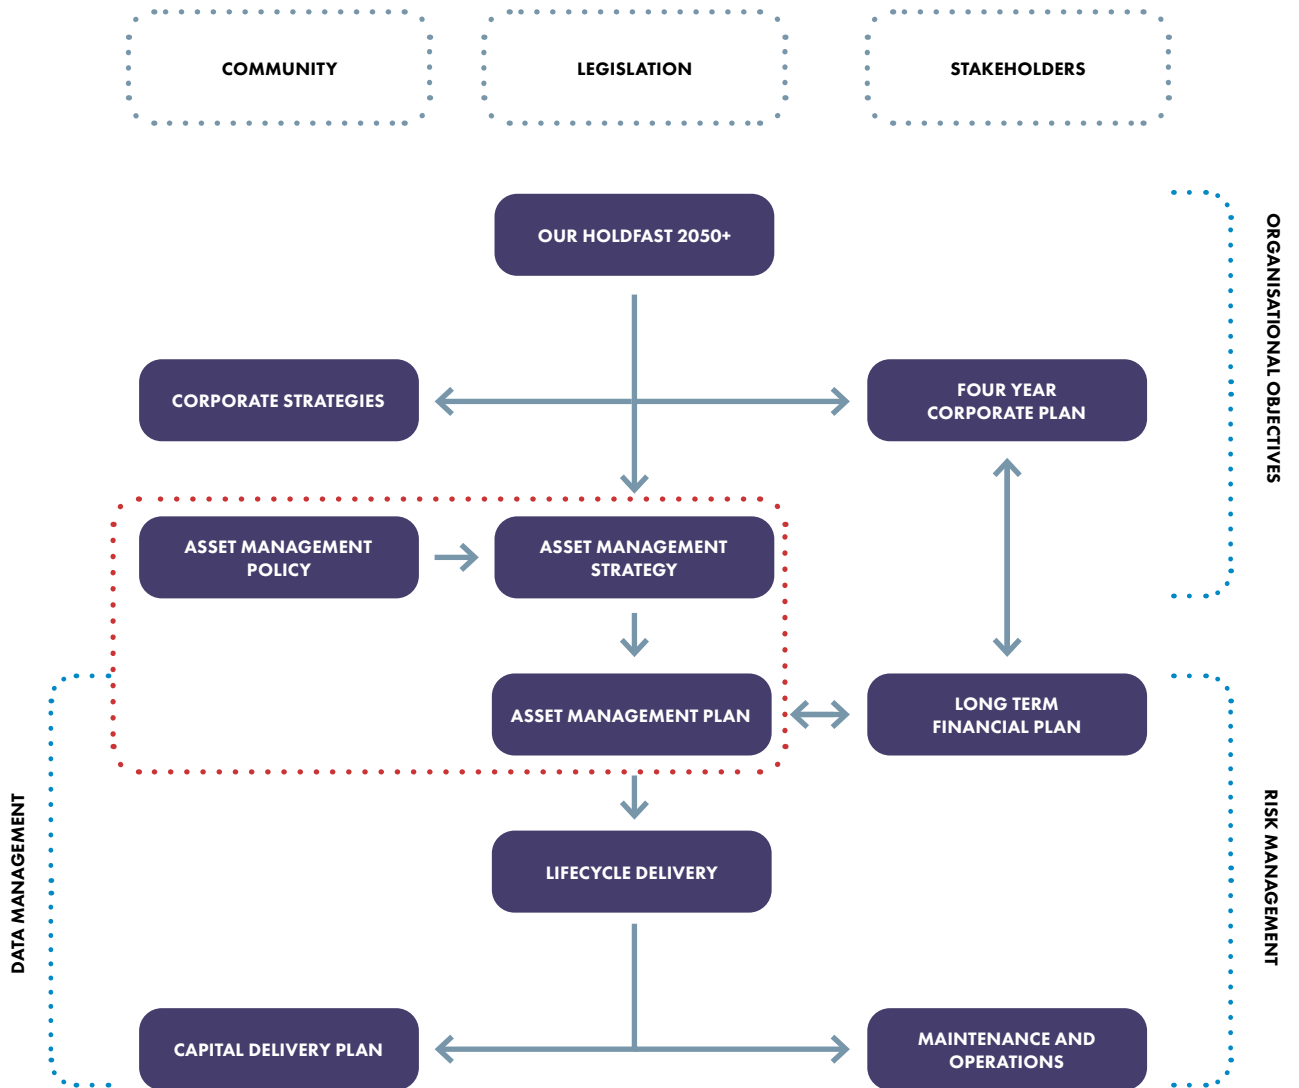 COMMUNITY
LEGISLATION
STAKEHOLDERS
OUR HOLDFAST 2050+
ORGANISATIONAL OBJECTIVES
CORPORATE STRATEGIES
FOUR YEAR
CORPORATE PLAN
ASSET MANAGEMENT
POLICY
ASSET MANAGEMENT
STRATEGY
ASSET MANAGEMENT PLAN
LONG TERM
FINANCIAL PLAN
DATA MANAGEMENT
RISK MANAGEMENT
LIFECYCLE DELIVERY
CAPITAL DELIVERY PLAN
MAINTENANCE AND
OPERATIONS